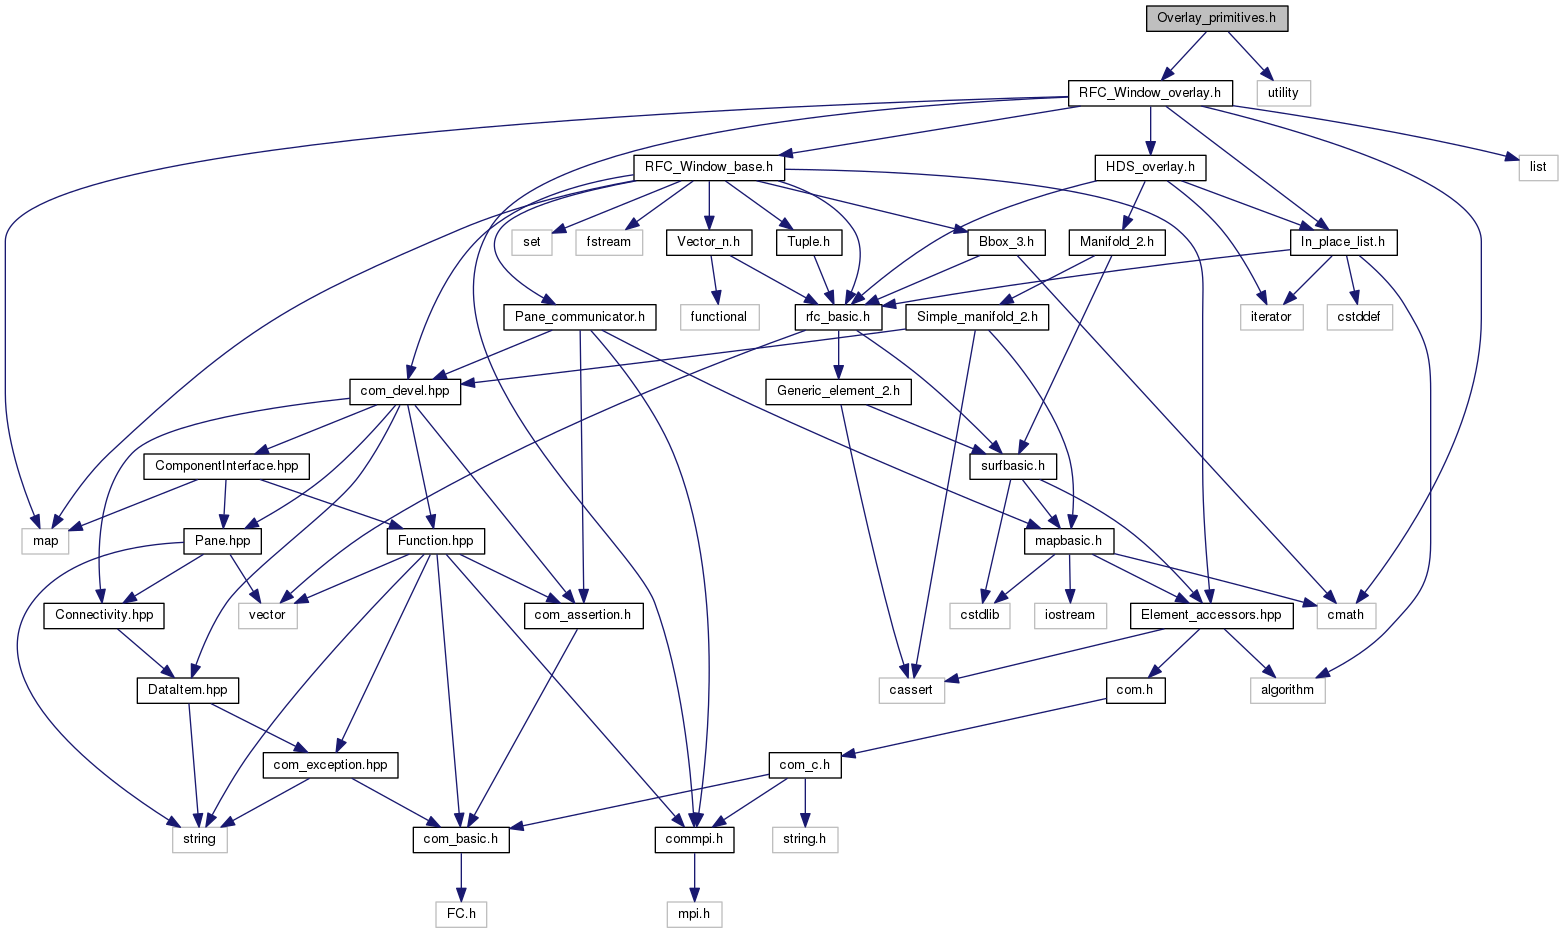 Overlay_primitives.h
RFC_Window_overlay.h
utility
RFC_Window_base.h
HDS_overlay.h
list
set
fstream
Vector_n.h
Tuple.h
Bbox_3.h
Manifold_2.h
In_place_list.h
Pane_communicator.h
functional
rfc_basic.h
Simple_manifold_2.h
iterator
cstddef
com_devel.hpp
Generic_element_2.h
ComponentInterface.hpp
surfbasic.h
map
Pane.hpp
Function.hpp
mapbasic.h
Connectivity.hpp
vector
com_assertion.h
cstdlib
iostream
Element_accessors.hpp
cmath
DataItem.hpp
cassert
com.h
algorithm
com_exception.hpp
com_c.h
string
com_basic.h
commpi.h
string.h
FC.h
mpi.h